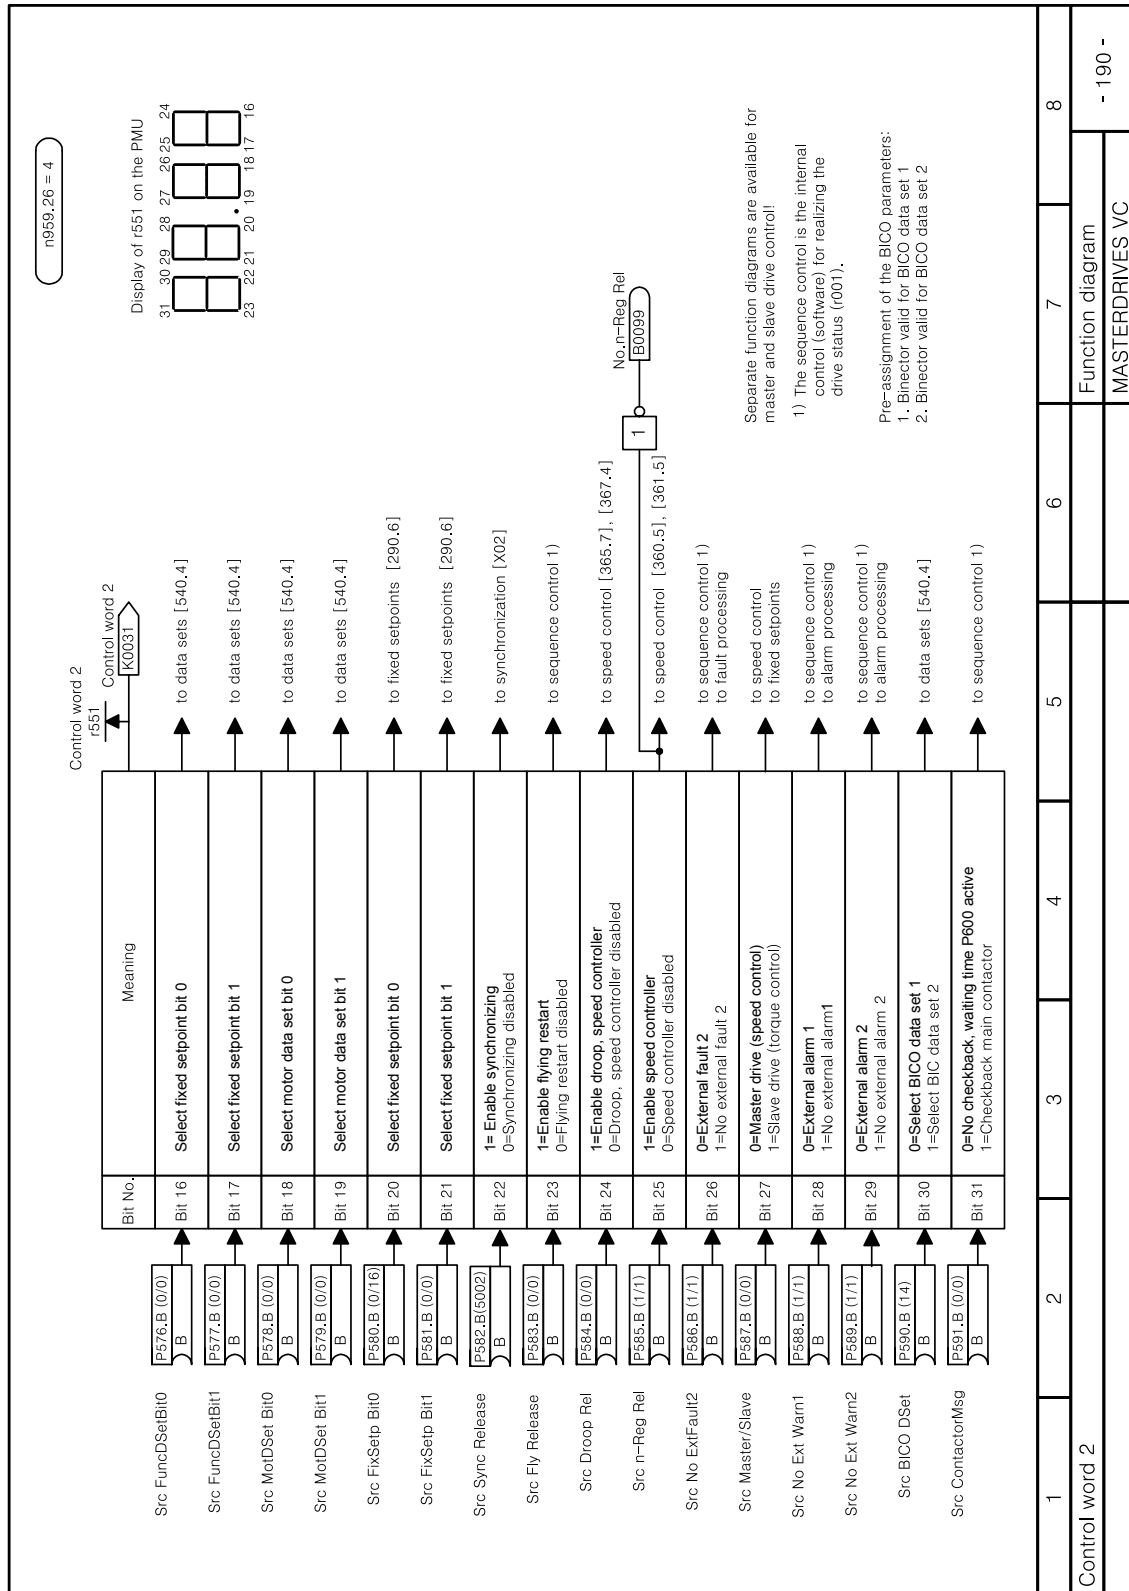 n959.26 = 4
Display of r551 on the PMU
31 30 29 28 27 26 25 24
23 22 21 20 19 18 17 16
Control word 2
r551
Control word 2
K0031
Bit No.
Meaning
Src FuncDSetBit0
P576.B (0/0)
B
Bit 16
Select fixed setpoint bit 0
to data sets [540.4]
Src FuncDSetBit1
P577.B (0/0)
B
Bit 17
Select fixed setpoint bit 1
to data sets [540.4]
Src MotDSet Bit0
P578.B (0/0)
B
Bit 18
Select motor data set bit 0
to data sets [540.4]
Src MotDSet Bit1
P579.B (0/0)
B
Bit 19
Select motor data set bit 1
to data sets [540.4]
Src FixSetp Bit0
P580.B (0/16)
B
Bit 20
Select fixed setpoint bit 0
to fixed setpoints [290.6]
Src FixSetp Bit1
P581.B (0/0)
B
Bit 21
Select fixed setpoint bit 1
to fixed setpoints [290.6]
Src Sync Release
P582.B(5002)
B
Bit 22
1= Enable synchronizing
0=Synchronizing disabled
to synchronization [X02]
Src Fly Release
P583.B (0/0)
B
Bit 23
1=Enable flying restart
0=Flying restart disabled
to sequence control 1)
Src Droop Rel
P584.B (0/0)
B
Bit 24
1=Enable droop, speed controller
0=Droop, speed controller disabled
to speed control [365.7], [367.4]
Src n-Reg Rel
P585.B (1/1)
B
Bit 25
1=Enable speed controller
0=Speed controller disabled
to speed control [360.5], [361.5]
1
No.n-Reg Rel
B0099
Src No ExtFault2
P586.B (1/1)
B
Bit 26
0=External fault 2
1=No external fault 2
to sequence control 1)
to fault processing
Src Master/Slave
P587.B (0/0)
B
Bit 27
0=Master drive (speed control)
1=Slave drive (torque control)
to speed control
to fixed setpoints
Src No Ext Warn1
P588.B (1/1)
B
Bit 28
0=External alarm 1
1=No external alarm1
to sequence control 1)
to alarm processing
Src No Ext Warn2
P589.B (1/1)
B
Bit 29
0=External alarm 2
1=No external alarm 2
to sequence control 1)
to alarm processing
Src BICO DSet
P590.B (14)
B
Bit 30
0=Select BICO data set 1
1=Select BIC data set 2
to data sets [540.4]
Src ContactorMsg
P591.B (0/0)
B
Bit 31
0=No checkback, waiting time P600 active
1=Checkback main contactor
to sequence control 1)
Separate function diagrams are available for
master and slave drive control!
1) The sequence control is the internal
control (software) for realizing the
drive status (r001).
Pre-assignment of the BICO parameters:
1. Binector valid for BICO data set 1
2. Binector valid for BICO data set 2
1 2 3 4 5 6 7 8
Control word 2
Function diagram
MASTERDRIVES VC
- 190 -